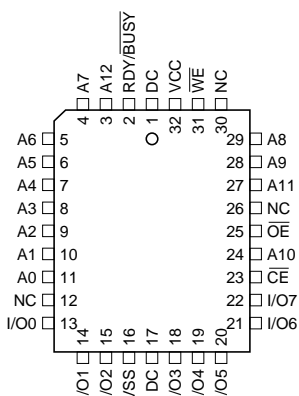 A7
A12
RDY/BUSY
DC
VCC
WE
NC
4
3
2
1
32
31
30
A6 5
A5 6
A4 7
A3 8
A2 9
A1 10
A0 11
NC 12
I/O0 13
29 A8
28 A9
27 A11
26 NC
25 OE
24 A10
23 CE
22 I/O7
21 I/O6
14
15
16
17
18
19
20
/O1
/O2
/SS
DC
/O3
/O4
/O5